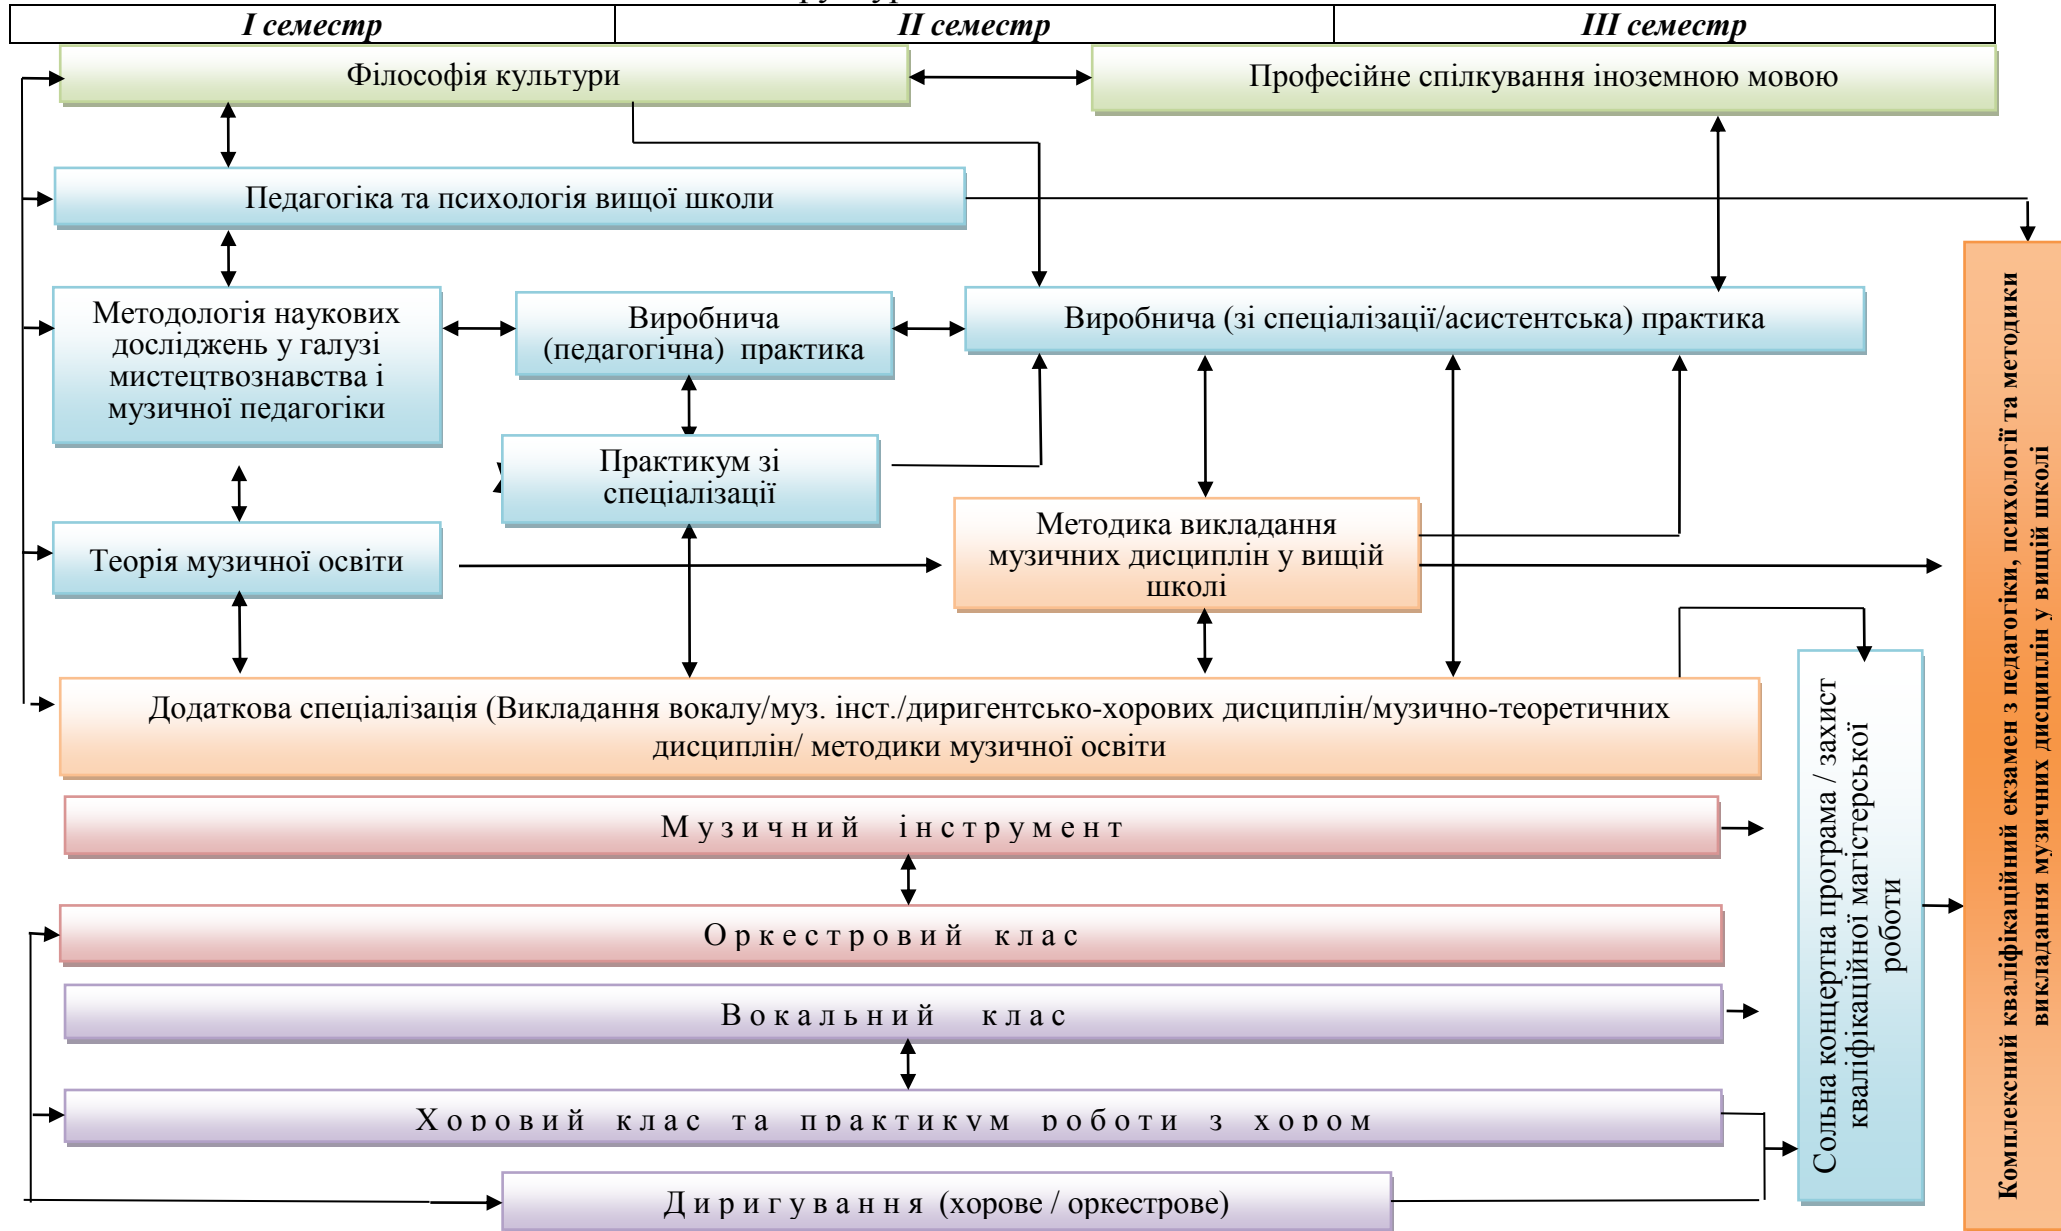 І семестр
ІІ семестр
ІІІ семестр
Філософія культури
Професійне спілкування іноземною мовою
Педагогіка та психологія вищої школи
Методологія наукових
досліджень у галузі
мистецтвознавства і
музичної педагогіки
Виробнича
(педагогічна) практика
Виробнича (зі спеціалізації/асистентська) практика
Практикум зі
спеціалізації
Методика викладання
музичних дисциплін у вищій
школі
Теорія музичної освіти
Додаткова спеціалізація (Викладання вокалу/муз. інст./диригентсько-хорових дисциплін/музично-теоретичних
дисциплін/ методики музичної освіти
Музичний інструмент
Оркестровий клас
Вокальний клас
Хоровий клас та практикум роботи з хором
Диригування (хорове / оркестрове)
Сольна концертна програма / захист
кваліфікаційної магістерської
роботи
Комплексний кваліфікаційний екзамен з педагогіки, психології та методики
викладання музичних дисциплін у вищій школі